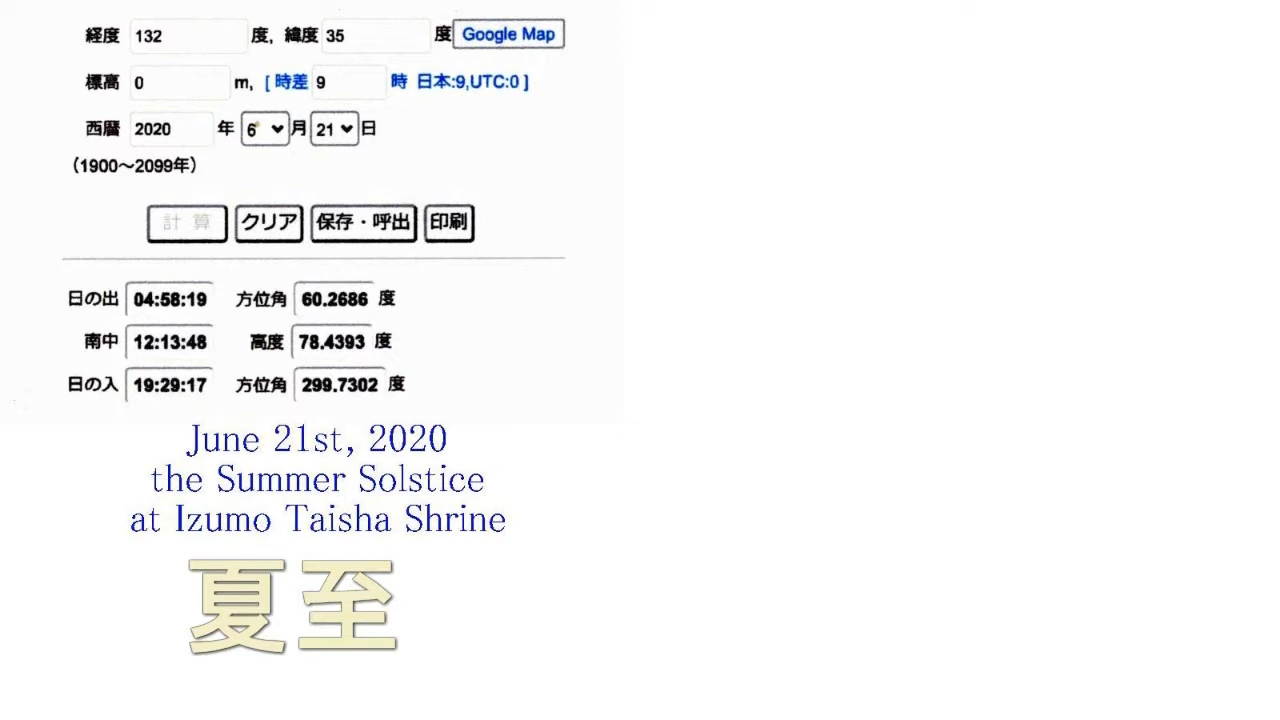 経度 132 度, 緯度 35 度 Google Map
標高 0 m, [ 時差 9 時 日本:9,UTC:0 ]
西暦 2020 年 6 月 21 日
(1900〜2099年)
計 算 クリア 保存・呼出 印刷
日の出 04:58:19 方位角 60.2686 度
南中 12:13:48 高度 78.4393 度
日の入 19:29:17 方位角 299.7302 度
June 21st, 2020
the Summer Solstice
at Izumo Taisha Shrine
夏至